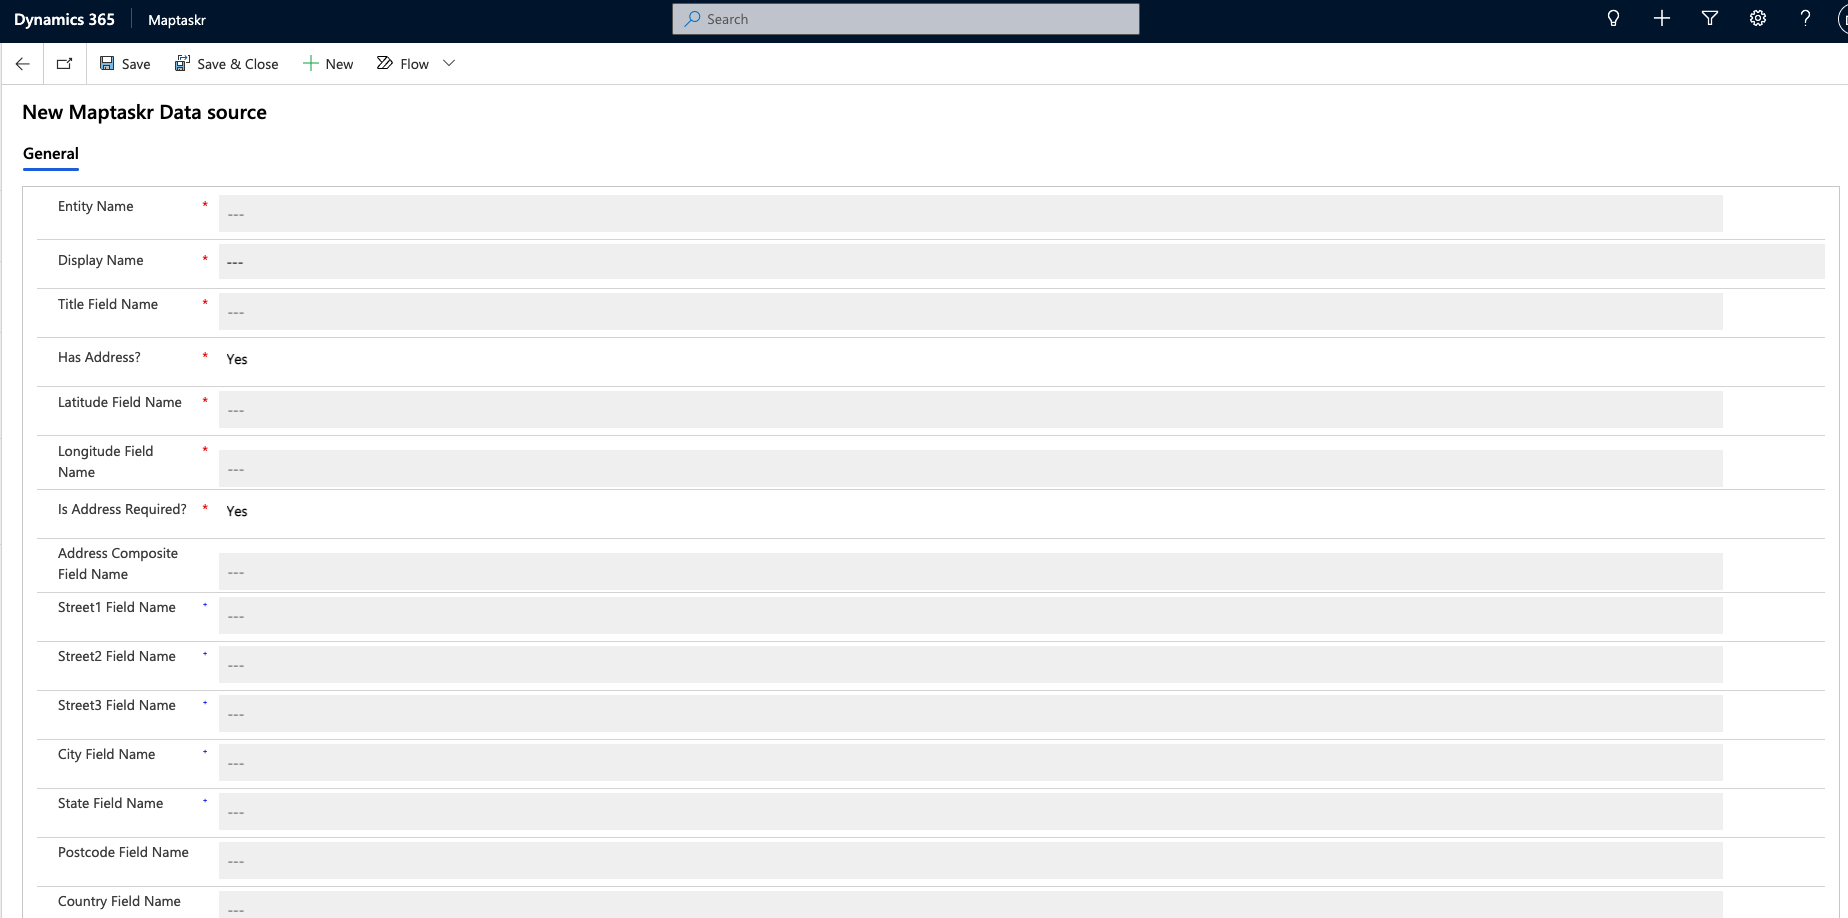 Dynamics 365 Maptaskr Search ?
Save Save & Close New Flow
New Maptaskr Data source
General
Entity Name * ---
Display Name * ---
Title Field Name * ---
Has Address? * Yes
Latitude Field Name * ---
Longitude Field
Name * ---
Is Address Required? * Yes
Address Composite
Field Name ---
Street1 Field Name + ---
Street2 Field Name + ---
Street3 Field Name + ---
City Field Name + ---
State Field Name + ---
Postcode Field Name ---
Country Field Name ---